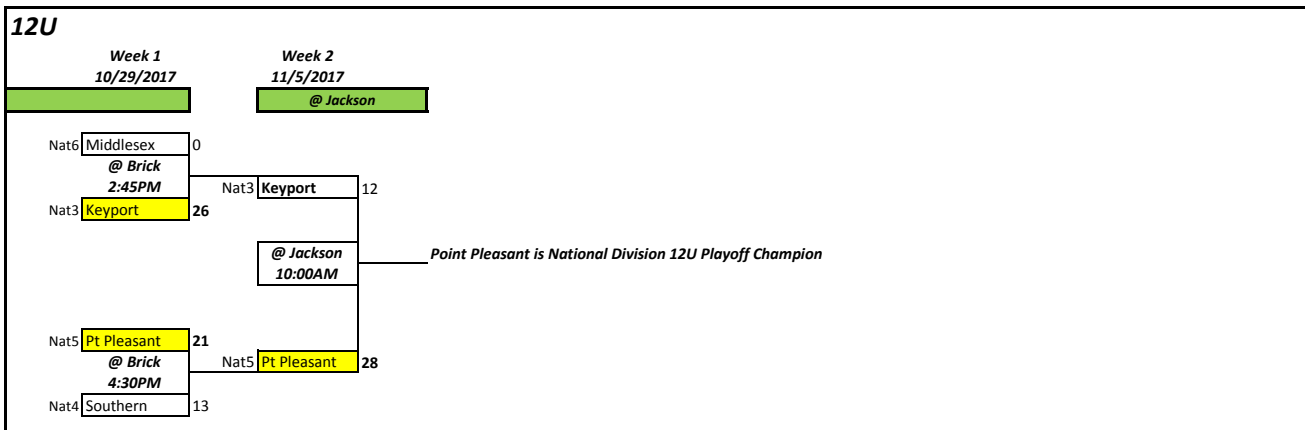 12U
Week 1 Week 2
10/29/2017 11/5/2017
@ Jackson
Nat6 Middlesex 0
@ Brick
2:45PM
Nat3 Keyport 12
Nat3 Keyport 26
@ Jackson
10:00AM
Point Pleasant is National Division 12U Playoff Champion
Nat5 Pt Pleasant 21
@ Brick
4:30PM
Nat5 Pt Pleasant 28
Nat4 Southern 13